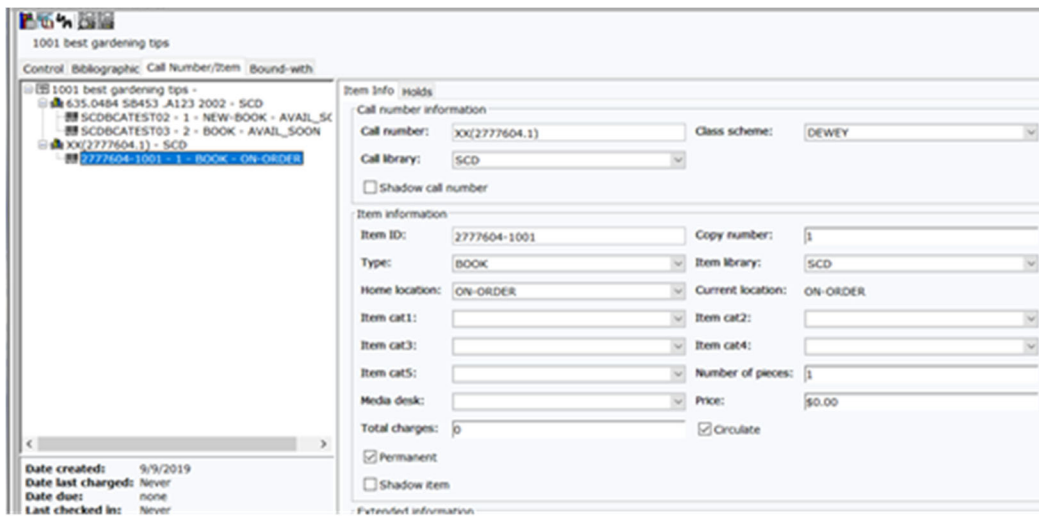 1001 best gardening tips
Control Bibliographic Call Number/Item Bound-with
1001 best gardening tips -
635.0484 SB453 .A123 2002 - SCD
SCDBCATEST02 - 1 - NEW-BOOK - AVAIL_SC
SCDBCATEST03 - 2 - BOOK - AVAIL_SOON
XX(2777604.1) - SCD
2777604-1001 - 1 - BOOK - ON-ORDER
Date created: 9/9/2019
Date last charged: Never
Date due: none
Last checked in: Never
Item Info Holds
Call number information
Call number: XX(2777604.1) Class scheme: DEWEY
Call library: SCD
Shadow call number
Item information
Item ID: 2777604-1001 Copy number: 1
Type: BOOK Item library: SCD
Home location: ON-ORDER Current location: ON-ORDER
Item cat1: Item cat2:
Item cat3: Item cat4:
Item cat5: Number of pieces: 1
Media desk: Price: $0.00
Total charges: 0 Circulate
Permanent
Shadow item
Extended information